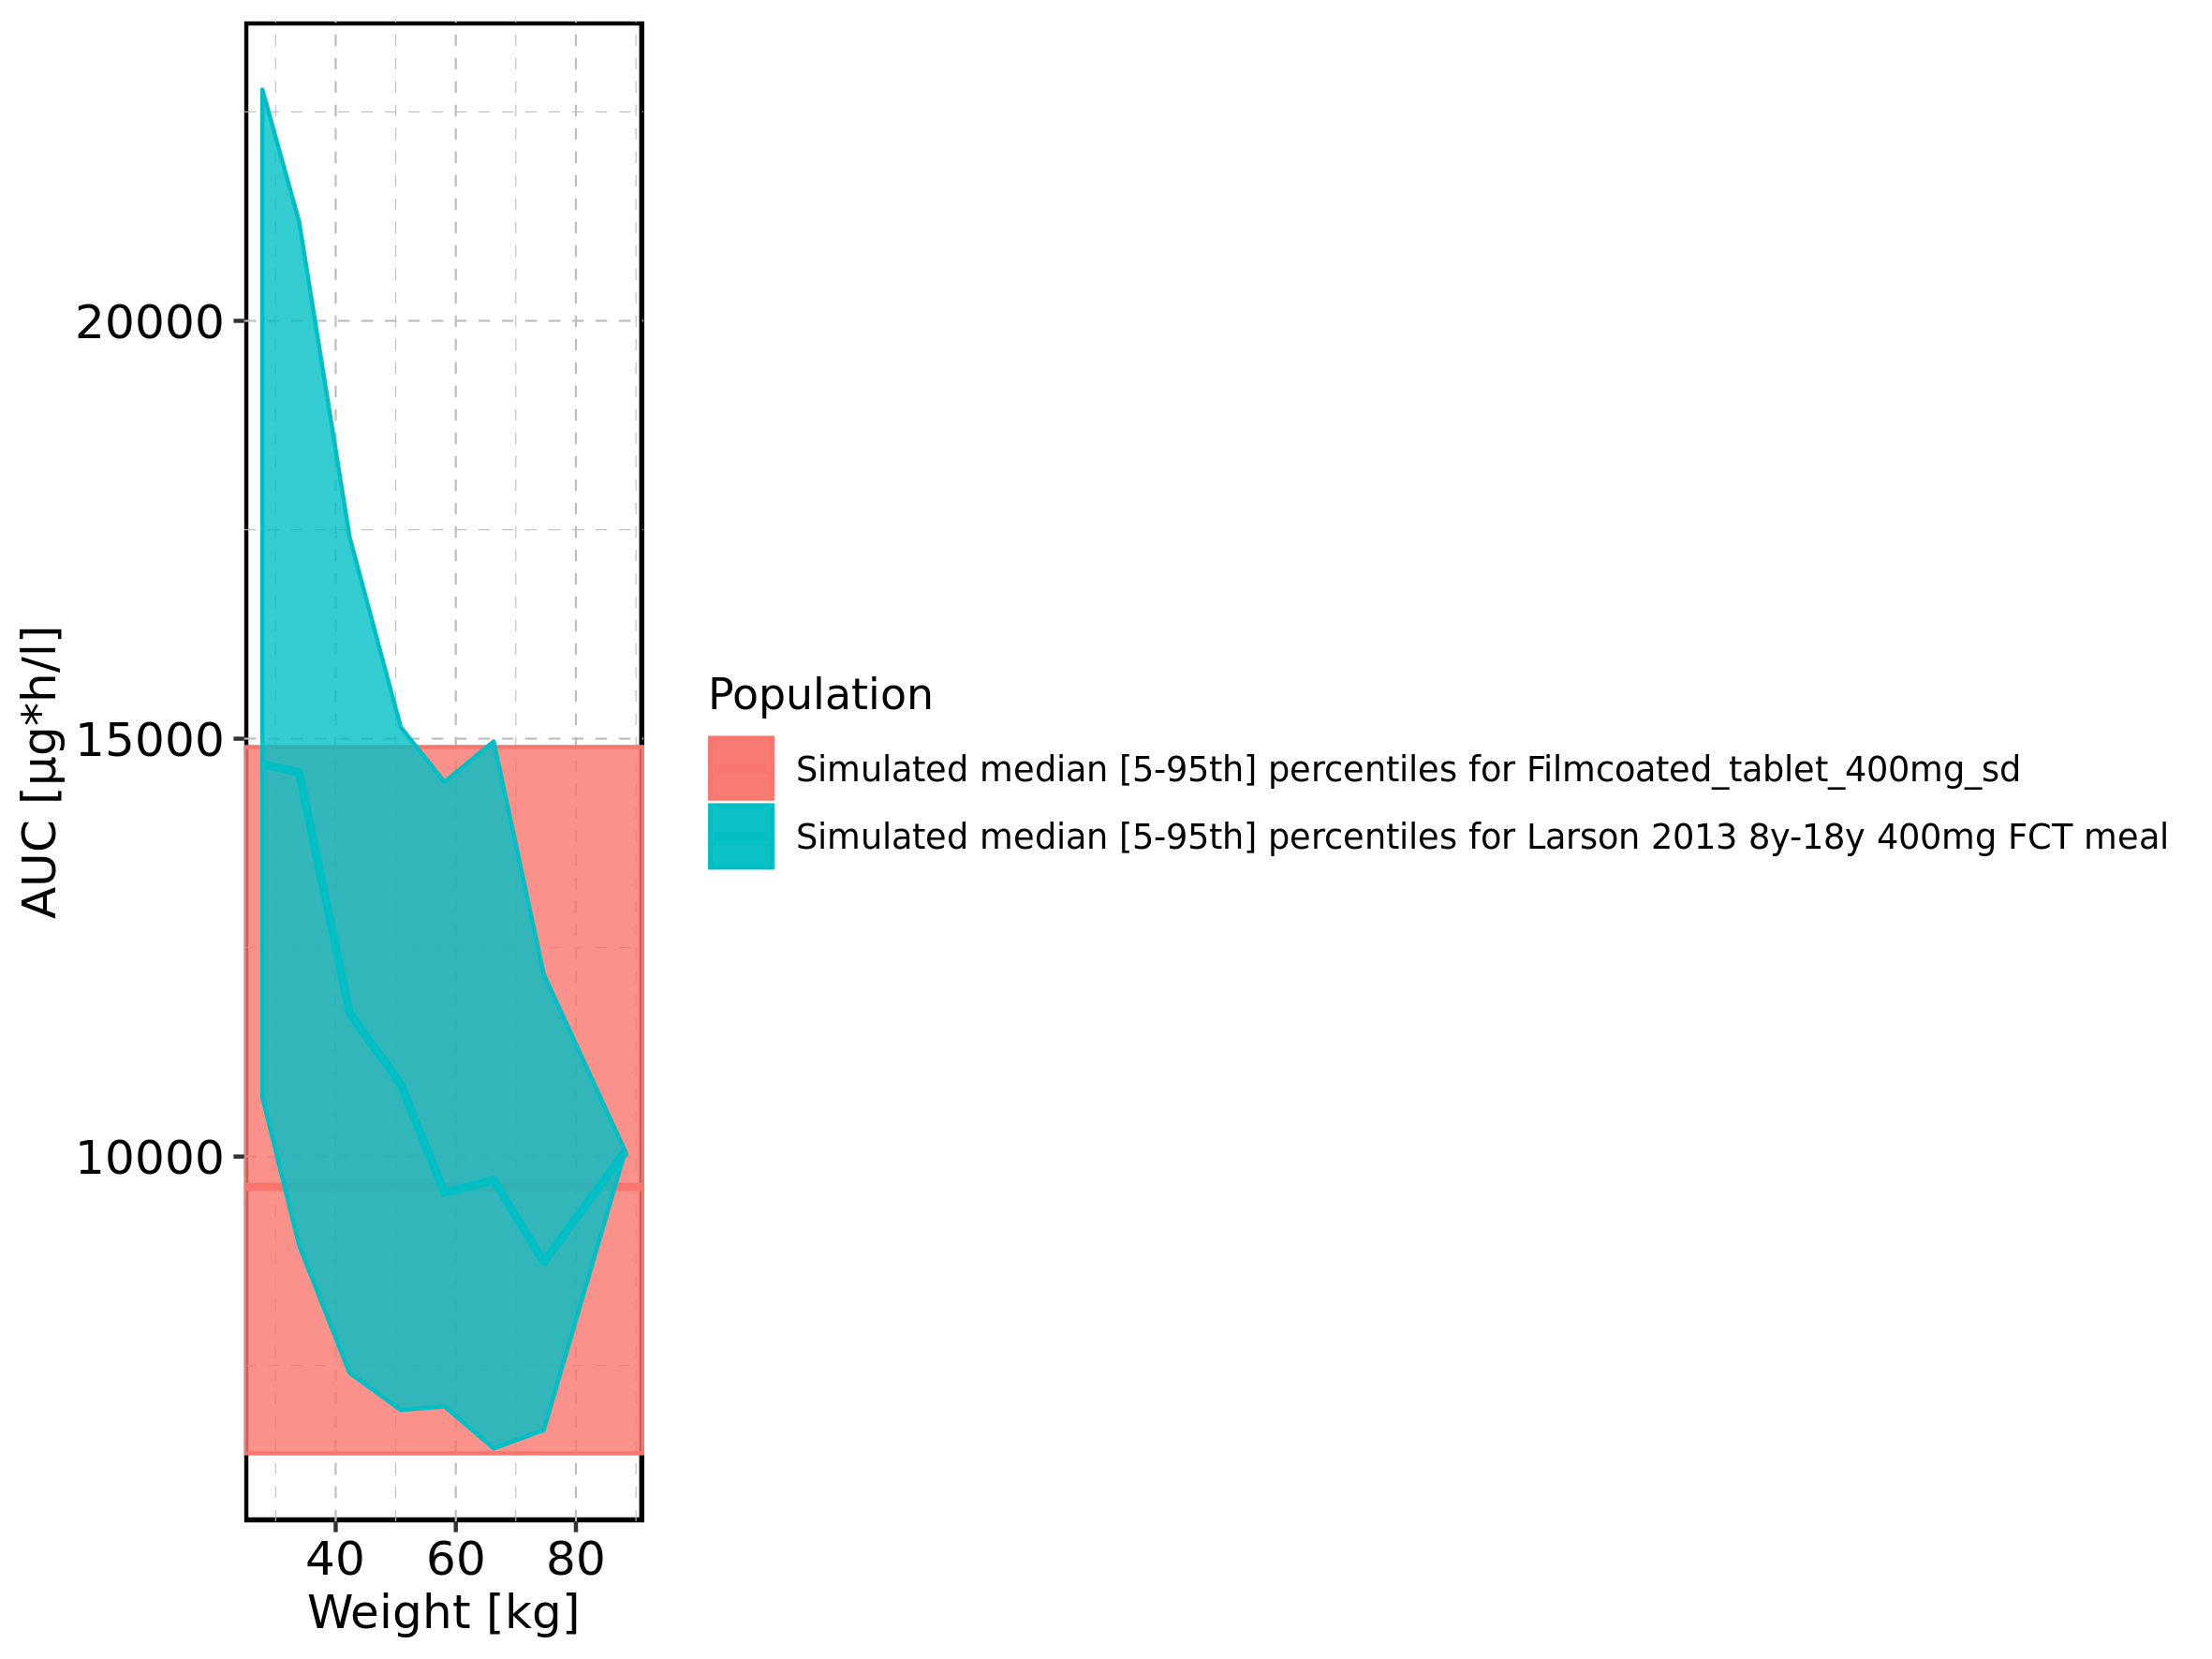 AUC [µg*h/l]
20000
15000
10000
40 60 80
Weight [kg]
Population
Simulated median [5-95th] percentiles for Filmcoated_tablet_400mg_sd
Simulated median [5-95th] percentiles for Larson 2013 8y-18y 400mg FCT meal